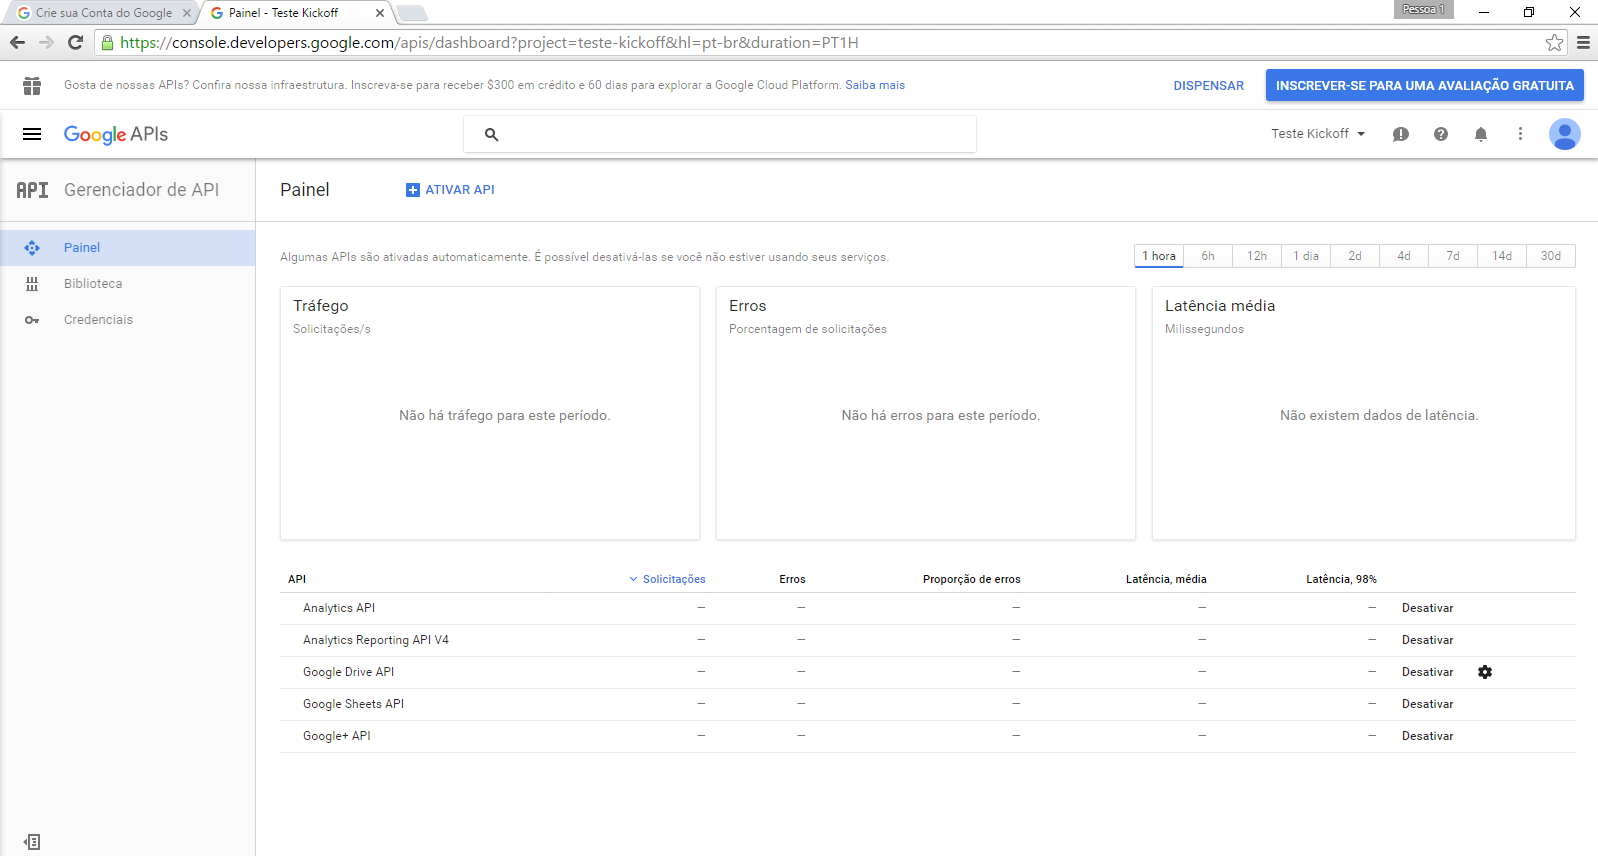 Crie sua Conta do Google
Painel - Teste Kickoff
Pessoa 1
https://console.developers.google.com/apis/dashboard?project=teste-kickoff&hl=pt-br&duration=PT1H
Gosta de nossas APIs? Confira nossa infraestrutura. Inscreva-se para receber $300 em crédito e 60 dias para explorar a Google Cloud Platform. Saiba mais
DISPENSAR
INSCREVER-SE PARA UMA AVALIAÇÃO GRATUITA
Google APIs
Teste Kickoff
API Gerenciador de API
Painel
ATIVAR API
Painel
Biblioteca
Credenciais
Algumas APIs são ativadas automaticamente. É possível desativá-las se você não estiver usando seus serviços.
1 hora 6h 12h 1 dia 2d 4d 7d 14d 30d
Tráfego
Solicitações/s
Não há tráfego para este período.
Erros
Porcentagem de solicitações
Não há erros para este período.
Latência média
Milissegundos
Não existem dados de latência.
API Solicitações Erros Proporção de erros Latência, média Latência, 98%
Analytics API – – – – – Desativar
Analytics Reporting API V4 – – – – – Desativar
Google Drive API – – – – – Desativar
Google Sheets API – – – – – Desativar
Google+ API – – – – – Desativar